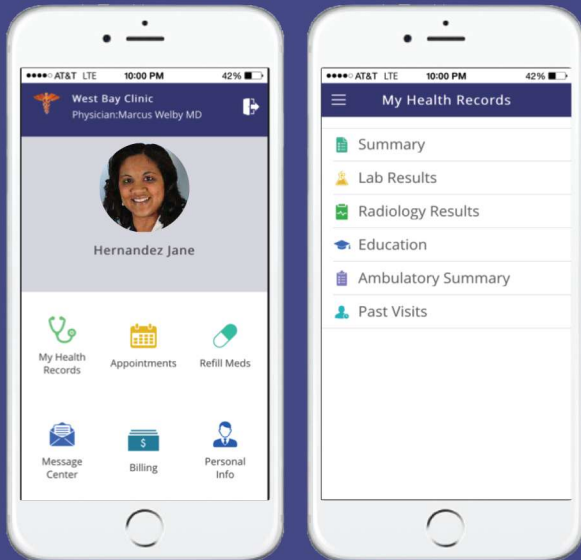 AT&T LTE 10:00 PM 42%
West Bay Clinic
Physician:Marcus Welby MD
Hernandez Jane
My Health
Records
Appointments
Refill Meds
Message
Center
$
Billing
Personal
Info
AT&T LTE 10:00 PM 42%
My Health Records
Summary
Lab Results
Radiology Results
Education
Ambulatory Summary
Past Visits